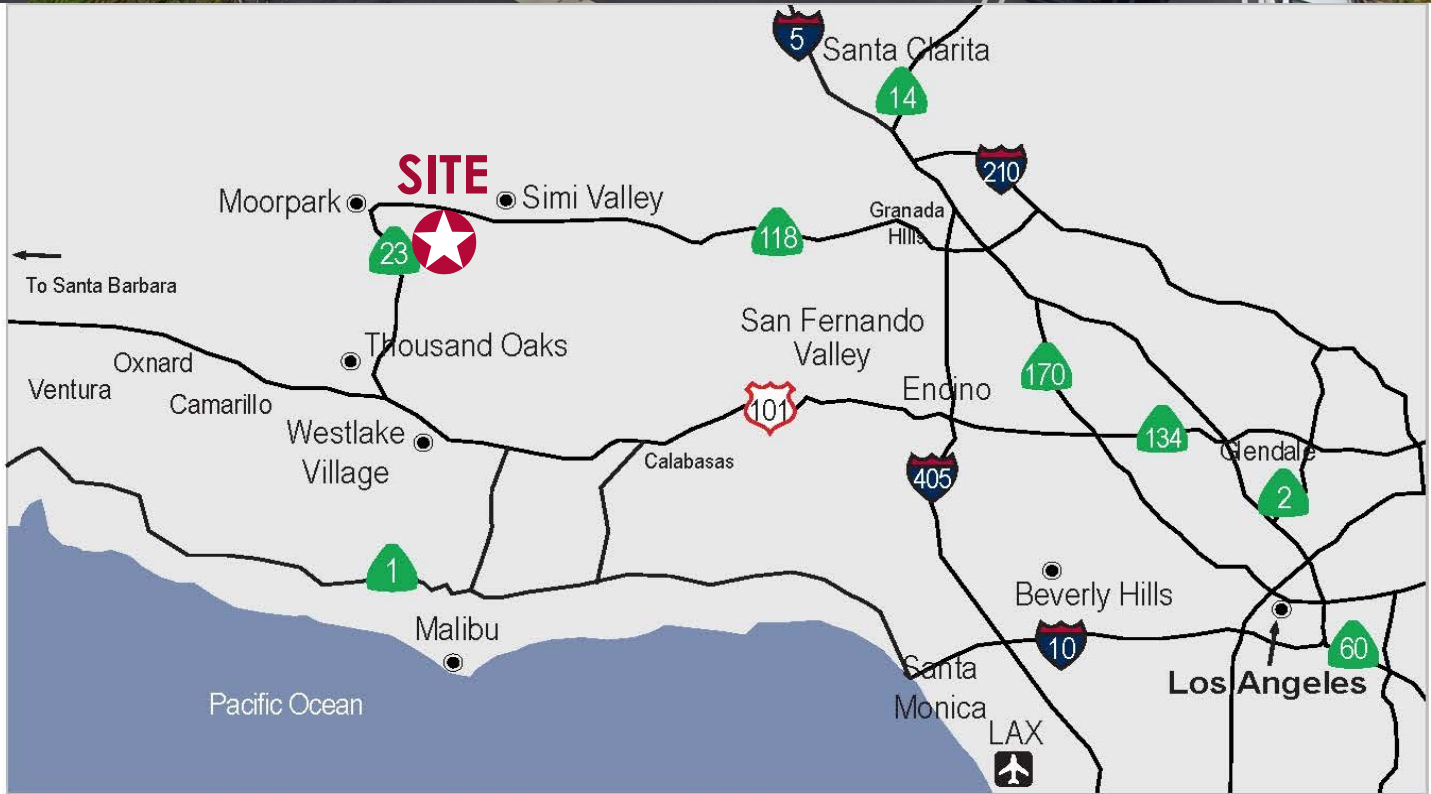 5
Santa Clarita
14
SITE
210
Moorpark
Simi Valley
Granada
Hills
118
23
To Santa Barbara
San Fernando
Valley
Thousand Oaks
Oxnard
Ventura
Camarillo
170
Encino
101
134
Westlake
Village
Calabasas
Glendale
405
2
1
Beverly Hills
Malibu
10
60
Santa
Monica
Los Angeles
Pacific Ocean
LAX